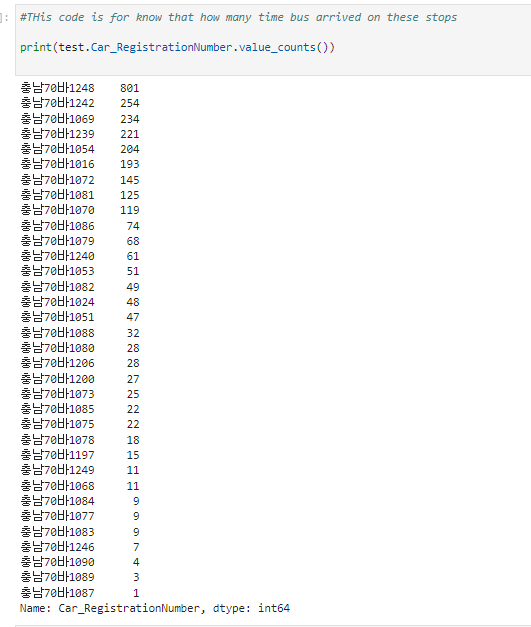 ]:
#THis code is for know that how many time bus arrived on these stops
print(test.Car_RegistrationNumber.value_counts())
충남70바1248 801
충남70바1242 254
충남70바1069 234
충남70바1239 221
충남70바1054 204
충남70바1016 193
충남70바1072 145
충남70바1081 125
충남70바1070 119
충남70바1086 74
충남70바1079 68
충남70바1240 61
충남70바1053 51
충남70바1082 49
충남70바1024 48
충남70바1051 47
충남70바1088 32
충남70바1080 28
충남70바1206 28
충남70바1200 27
충남70바1073 25
충남70바1085 22
충남70바1075 22
충남70바1078 18
충남70바1197 15
충남70바1249 11
충남70바1068 11
충남70바1084 9
충남70바1077 9
충남70바1083 9
충남70바1246 7
충남70바1090 4
충남70바1089 3
충남70바1087 1
Name: Car_RegistrationNumber, dtype: int64